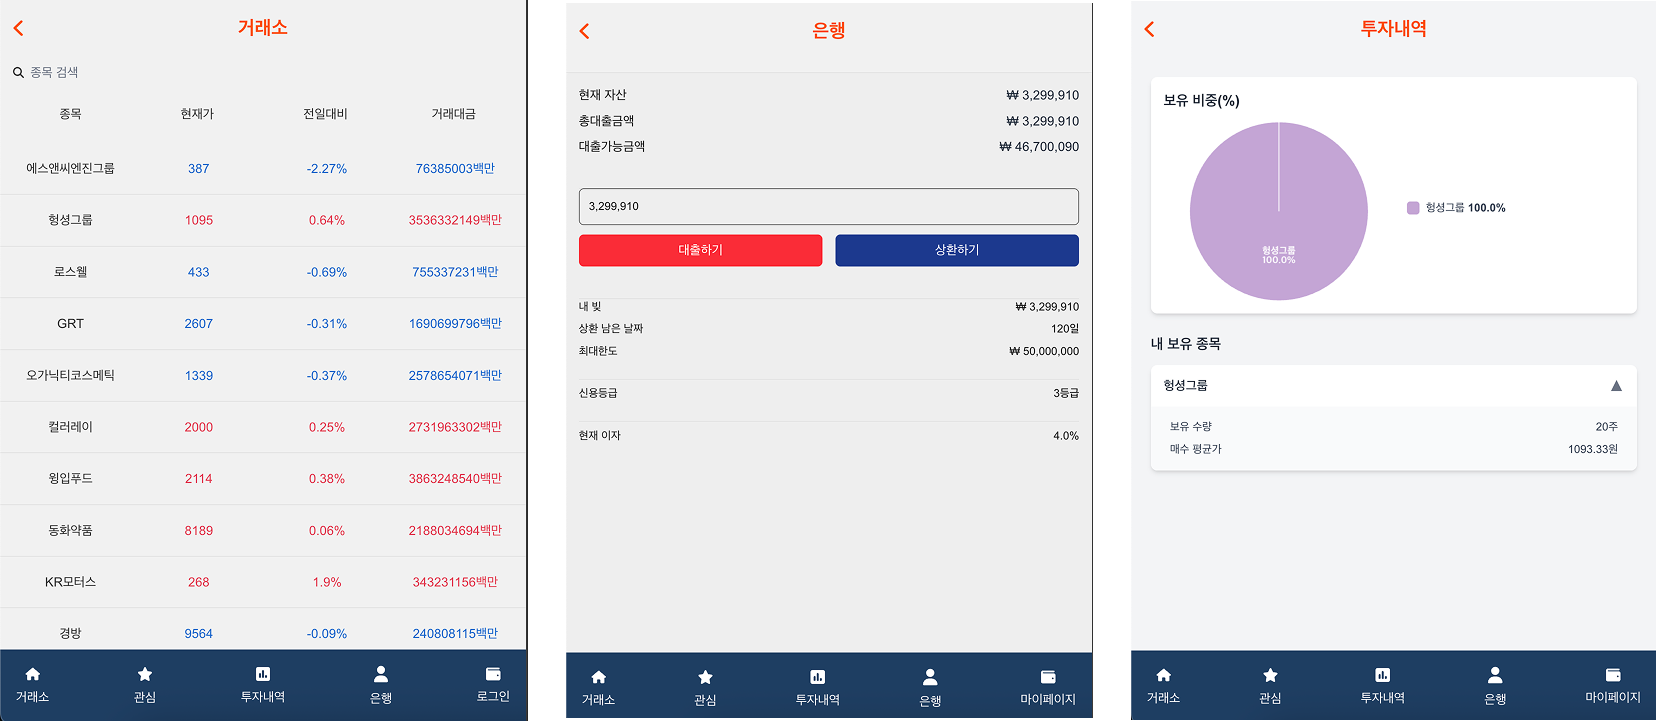 거래소
종목 검색
종목 현재가 전일대비 거래대금
에스앤씨엔진그룹 387 -2.27% 76385003백만
헝셩그룹 1095 0.64% 3536332149백만
로스웰 433 -0.69% 755337231백만
GRT 2607 -0.31% 1690699796백만
오가닉티코스메틱 1339 -0.37% 2578654071백만
컬러레이 2000 0.25% 2731963302백만
윙입푸드 2114 0.38% 3863248540백만
동화약품 8189 0.06% 2188034694백만
KR모터스 268 1.9% 343231156백만
경방 9564 -0.09% 240808115백만
거래소 관심 투자내역 은행 로그인
은행
현재 자산 ₩ 3,299,910
총대출금액 ₩ 3,299,910
대출가능금액 ₩ 46,700,090
3,299,910
대출하기 상환하기
내 빚 ₩ 3,299,910
상환 남은 날짜 120일
최대한도 ₩ 50,000,000
신용등급 3등급
현재 이자 4.0%
거래소 관심 투자내역 은행 마이페이지
투자내역
보유 비중(%)
헝셩그룹
100.0%
헝셩그룹 100.0%
내 보유 종목
헝셩그룹 ▲
보유 수량 20주
매수 평균가 1093.33원
거래소 관심 투자내역 은행 마이페이지